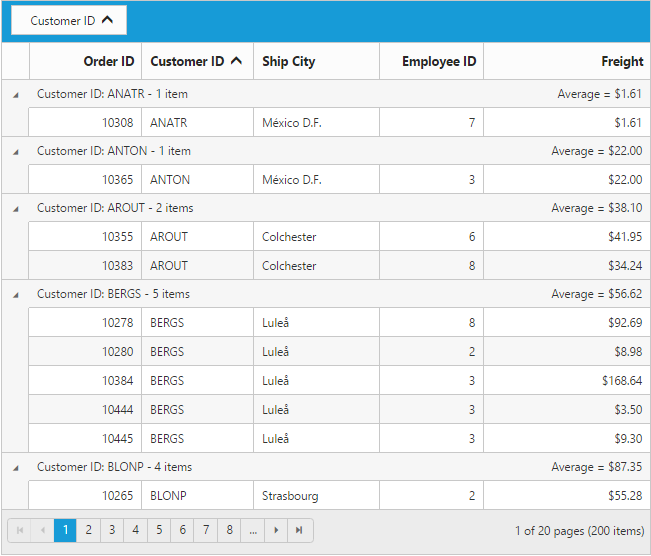 Customer ID
Order ID Customer ID Ship City Employee ID Freight
Customer ID: ANATR - 1 item Average = $1.61
10308 ANATR México D.F. 7 $1.61
Customer ID: ANTON - 1 item Average = $22.00
10365 ANTON México D.F. 3 $22.00
Customer ID: AROUT - 2 items Average = $38.10
10355 AROUT Colchester 6 $41.95
10383 AROUT Colchester 8 $34.24
Customer ID: BERGS - 5 items Average = $56.62
10278 BERGS Luleå 8 $92.69
10280 BERGS Luleå 2 $8.98
10384 BERGS Luleå 3 $168.64
10444 BERGS Luleå 3 $3.50
10445 BERGS Luleå 3 $9.30
Customer ID: BLONP - 4 items Average = $87.35
10265 BLONP Strasbourg 2 $55.28
1 2 3 4 5 6 7 8 ... 1 of 20 pages (200 items)